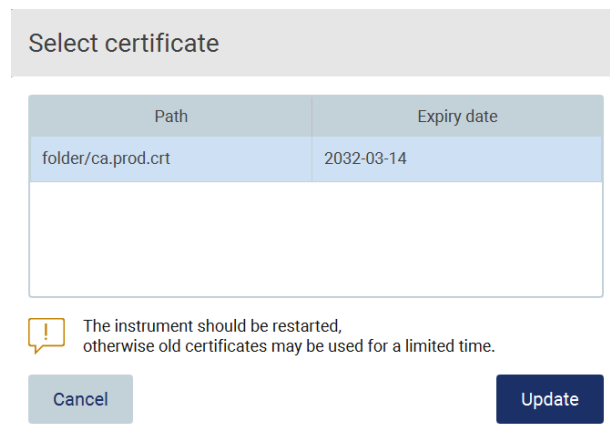 Select certificate
Path Expiry date
folder/ca.prod.crt 2032-03-14
The instrument should be restarted,
otherwise old certificates may be used for a limited time.
Cancel Update